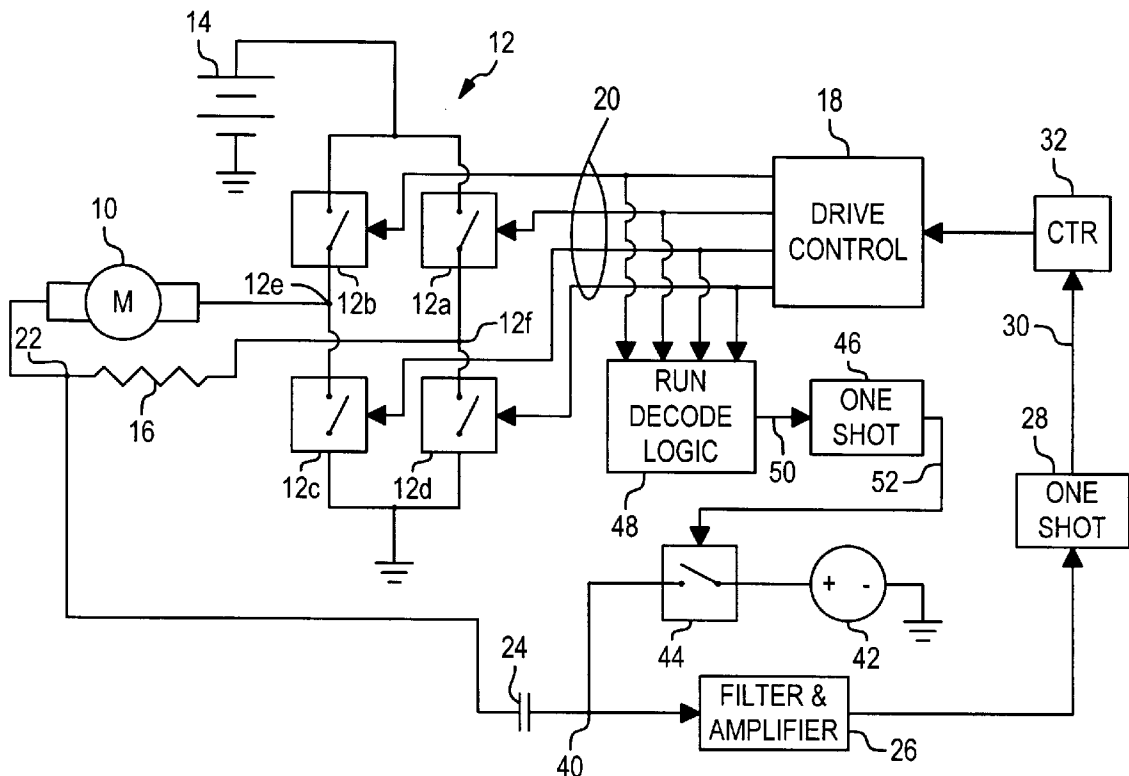 14
12
20
18
32
DRIVE
CONTROL
CTR
10
M
12e
12b
12a
12f
30
22
16
RUN
DECODE
LOGIC
46
ONE
SHOT
50
52
28
ONE
SHOT
12c
12d
48
+ -
44
42
24
40
FILTER &
AMPLIFIER
26